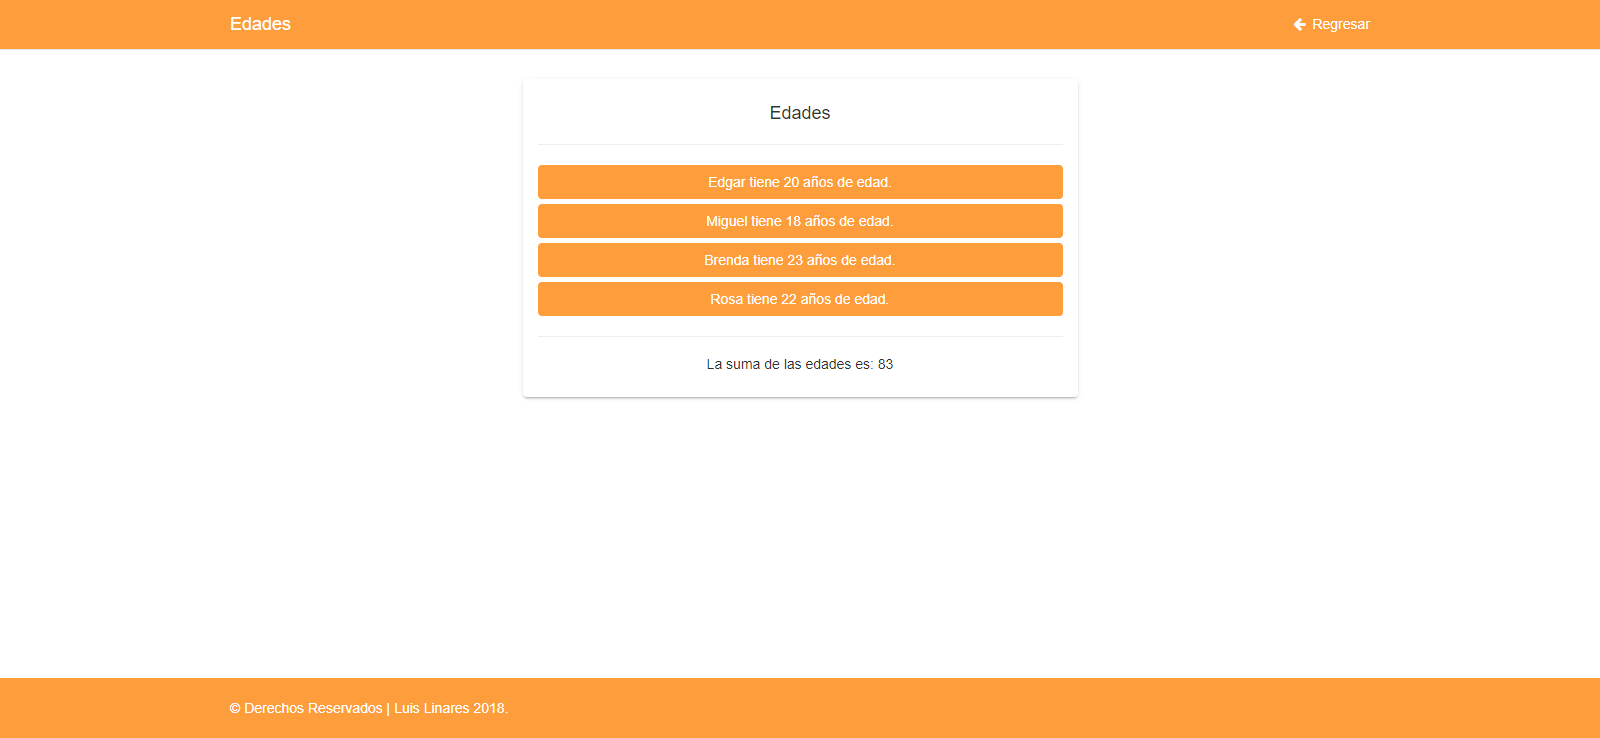 Edades
Regresar
Edades
Edgar tiene 20 años de edad.
Miguel tiene 18 años de edad.
Brenda tiene 23 años de edad.
Rosa tiene 22 años de edad.
La suma de las edades es: 83
© Derechos Reservados | Luis Linares 2018.